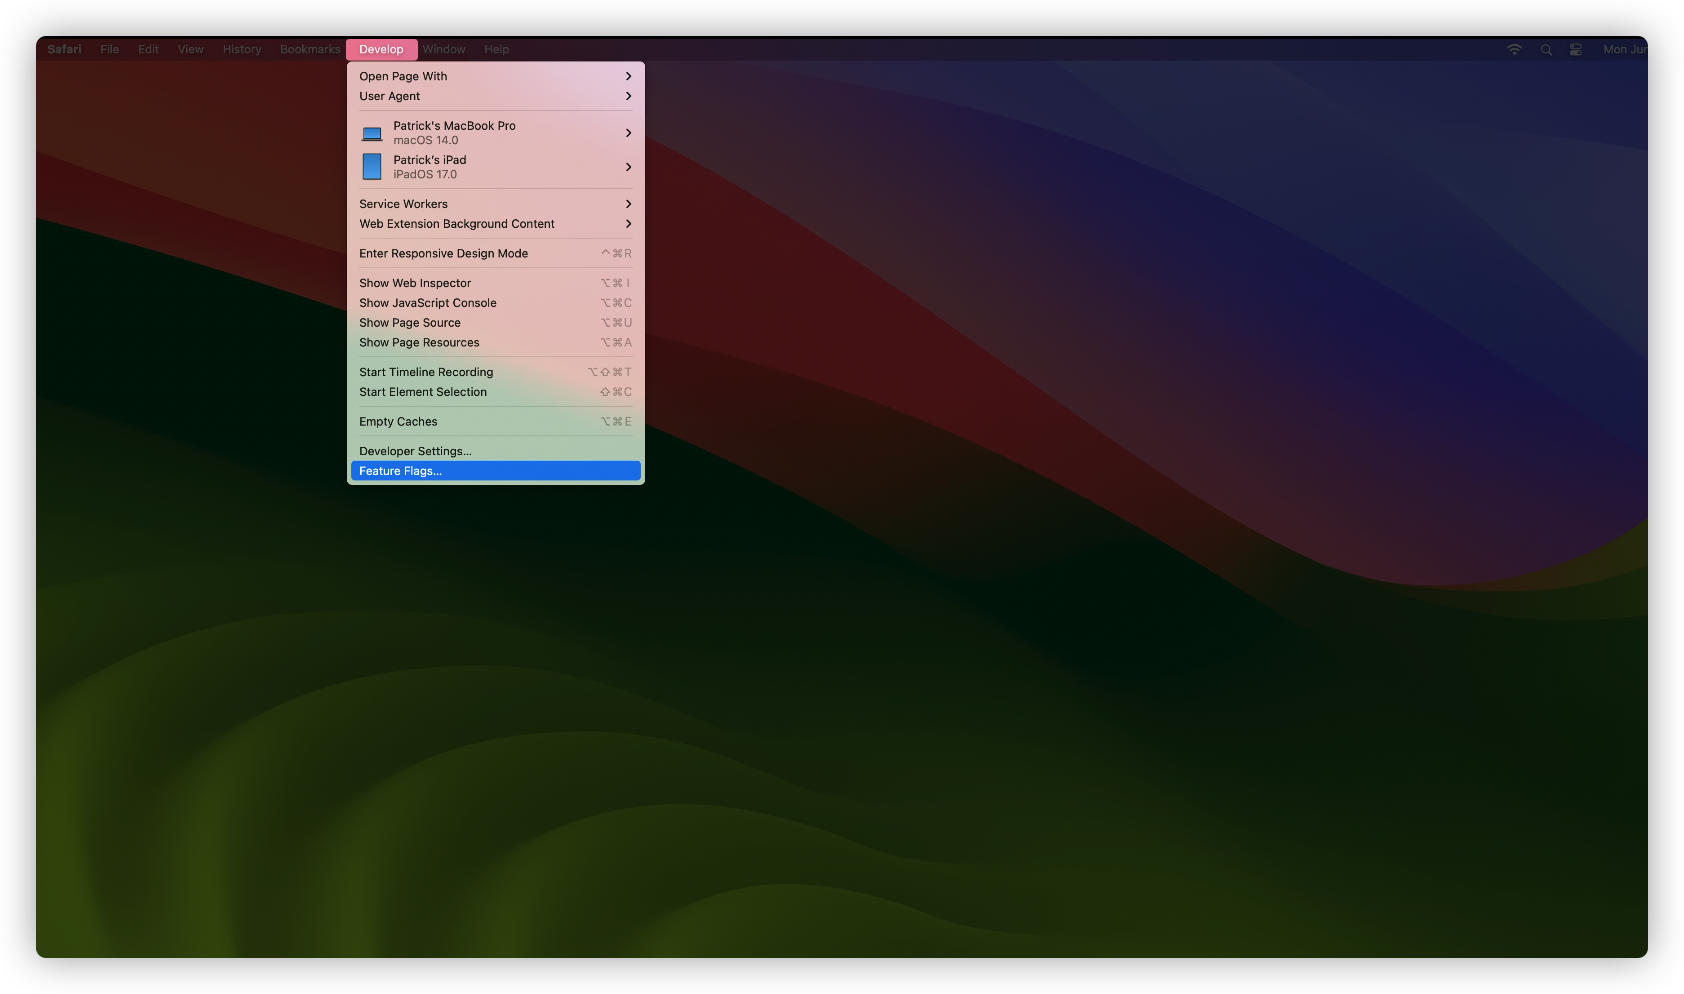 Safari File Edit View History Bookmarks Develop Window Help Mon Jun
Open Page With
User Agent
Patrick's MacBook Pro
macOS 14.0
Patrick's iPad
iPadOS 17.0
Service Workers
Web Extension Background Content
Enter Responsive Design Mode ⌃⌘R
Show Web Inspector ⌥⌘I
Show JavaScript Console ⌥⌘C
Show Page Source ⌥⌘U
Show Page Resources ⌥⌘A
Start Timeline Recording ⌥⇧⌘T
Start Element Selection ⇧⌘C
Empty Caches ⌥⌘E
Developer Settings...
Feature Flags...